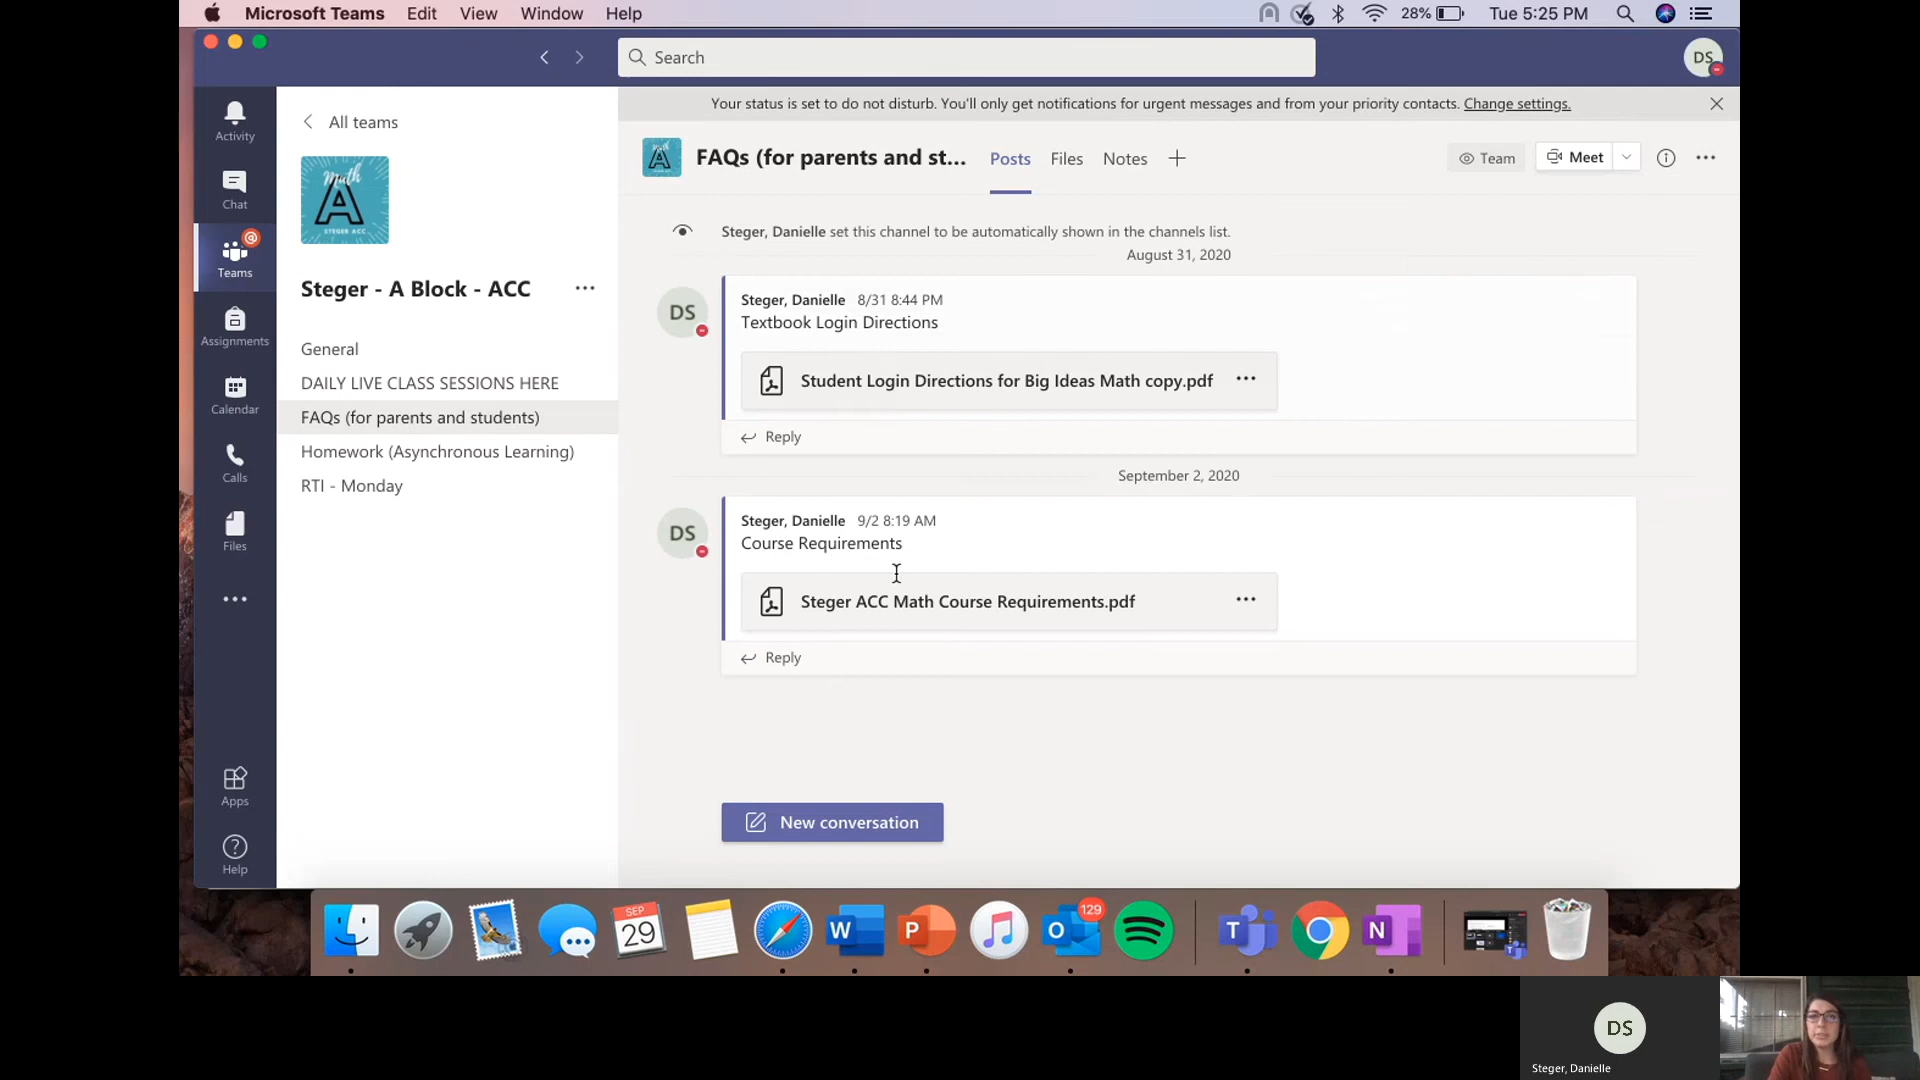 Microsoft Teams Edit View Window Help 28% Tue 5:25 PM
Search
DS
Your status is set to do not disturb. You'll only get notifications for urgent messages and from your priority contacts. Change settings.
Activity
Chat
Teams
Assignments
Calendar
Calls
Files
Apps
Help
All teams
Math
A
STEGER ACC
Steger - A Block - ACC
General
DAILY LIVE CLASS SESSIONS HERE
FAQs (for parents and students)
Homework (Asynchronous Learning)
RTI - Monday
FAQs (for parents and st... Posts Files Notes Team Meet
Steger, Danielle set this channel to be automatically shown in the channels list.
August 31, 2020
DS
Steger, Danielle 8/31 8:44 PM
Textbook Login Directions
Student Login Directions for Big Ideas Math copy.pdf
Reply
September 2, 2020
DS
Steger, Danielle 9/2 8:19 AM
Course Requirements
Steger ACC Math Course Requirements.pdf
Reply
New conversation
SEP
29
W
P
O
129
T
N
DS
Steger, Danielle